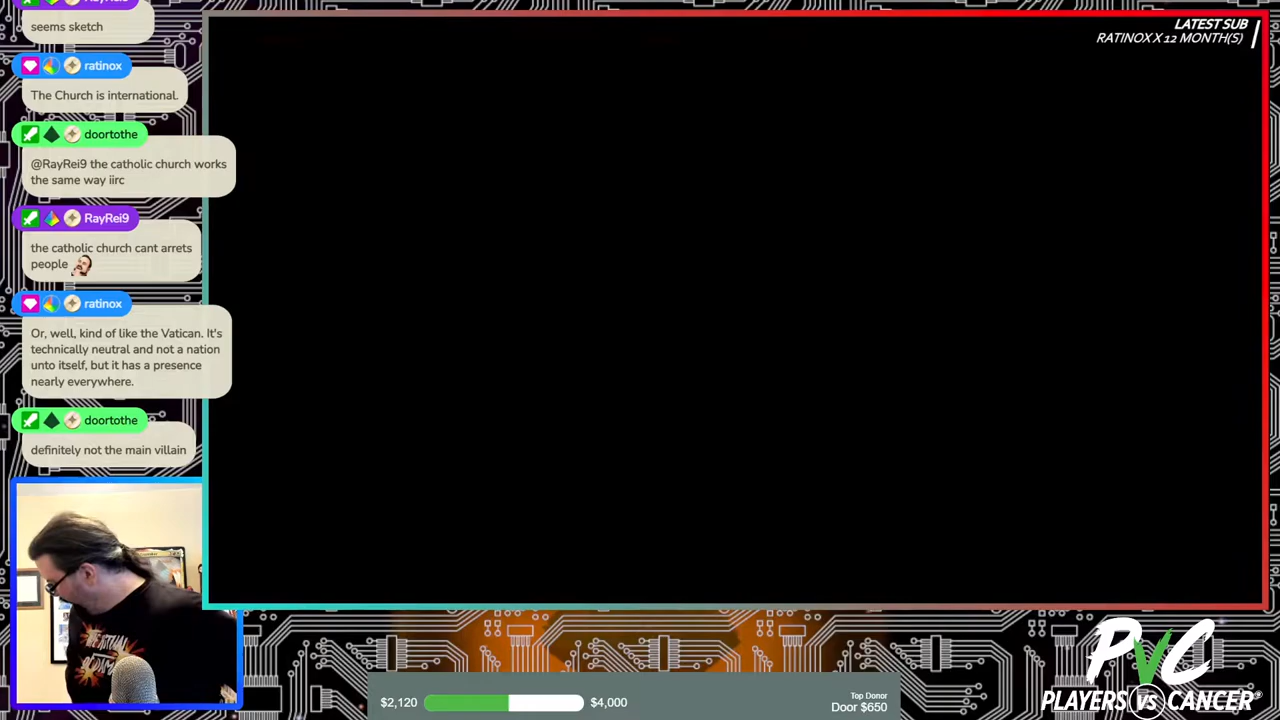 seems sketch
ratinox
The Church is international.
doortothe
@RayRei9 the catholic church works
the same way iirc
RayRei9
the catholic church cant arrets
people
ratinox
Or, well, kind of like the Vatican. It's
technically neutral and not a nation
unto itself, but it has a presence
nearly everywhere.
doortothe
definitely not the main villain
LATEST SUB
RATINOX X 12 MONTH(S)
$2,120
$4,000
Top Donor
Door $650
PVC
PLAYERS VS CANCER®